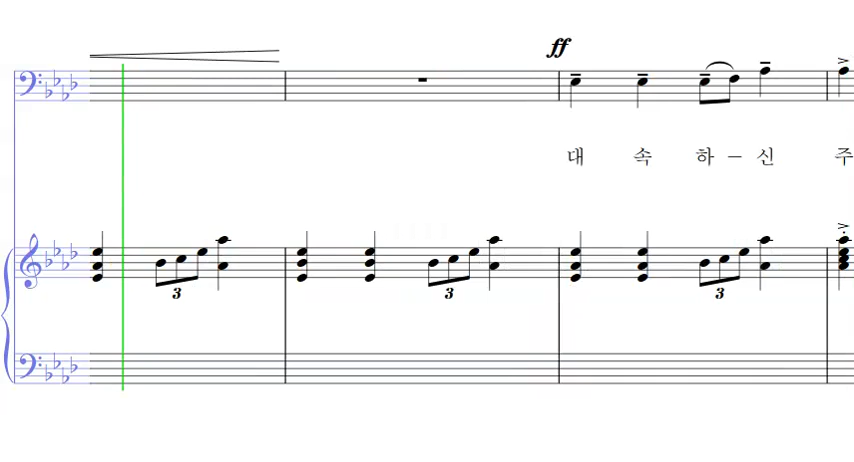 ff
대 속 하 – 신 주
3 3 3